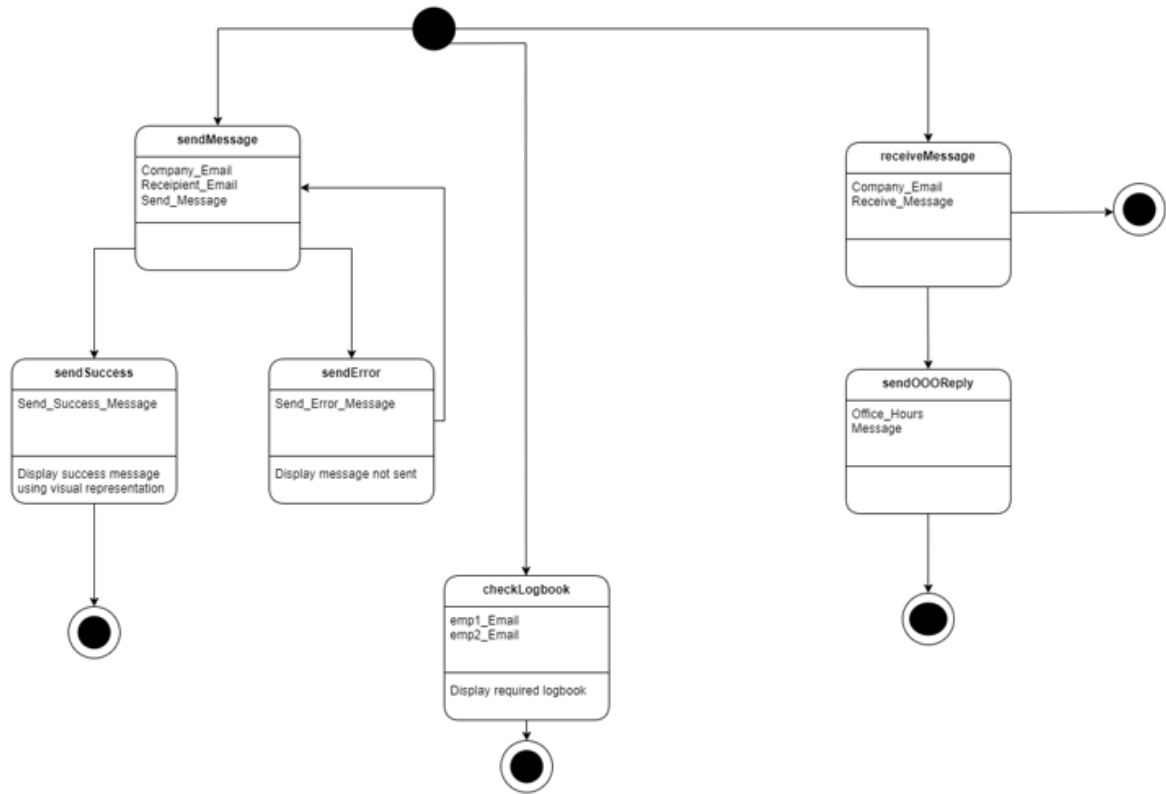 sendMessage
Company_Email
Receipient_Email
Send_Message
receiveMessage
Company_Email
Receive_Message
sendSuccess
Send_Success_Message
Display success message
using visual representation
sendError
Send_Error_Message
Display message not sent
sendOOOReply
Office_Hours
Message
checkLogbook
emp1_Email
emp2_Email
Display required logbook